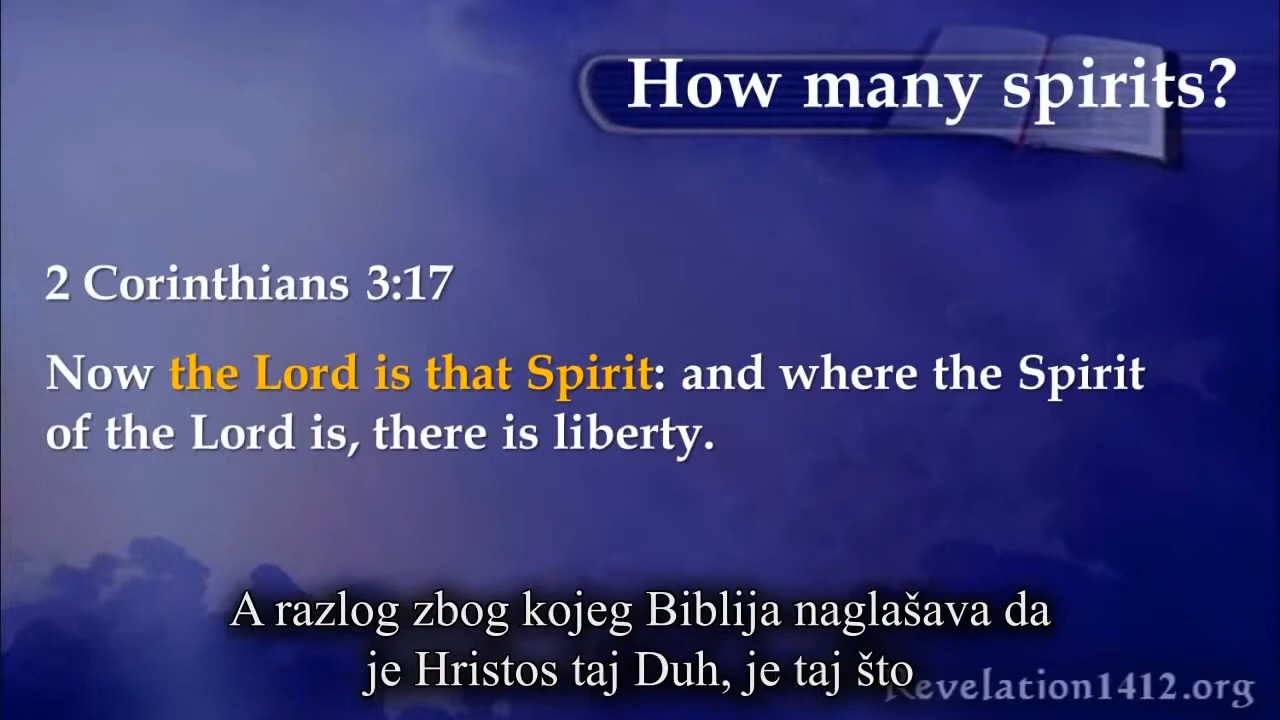 How many spirits?
2 Corinthians 3:17
Now the Lord is that Spirit: and where the Spirit
of the Lord is, there is liberty.
A razlog zbog kojeg Biblija naglašava da
je Hristos taj Duh, je taj što
Revelation1412.org